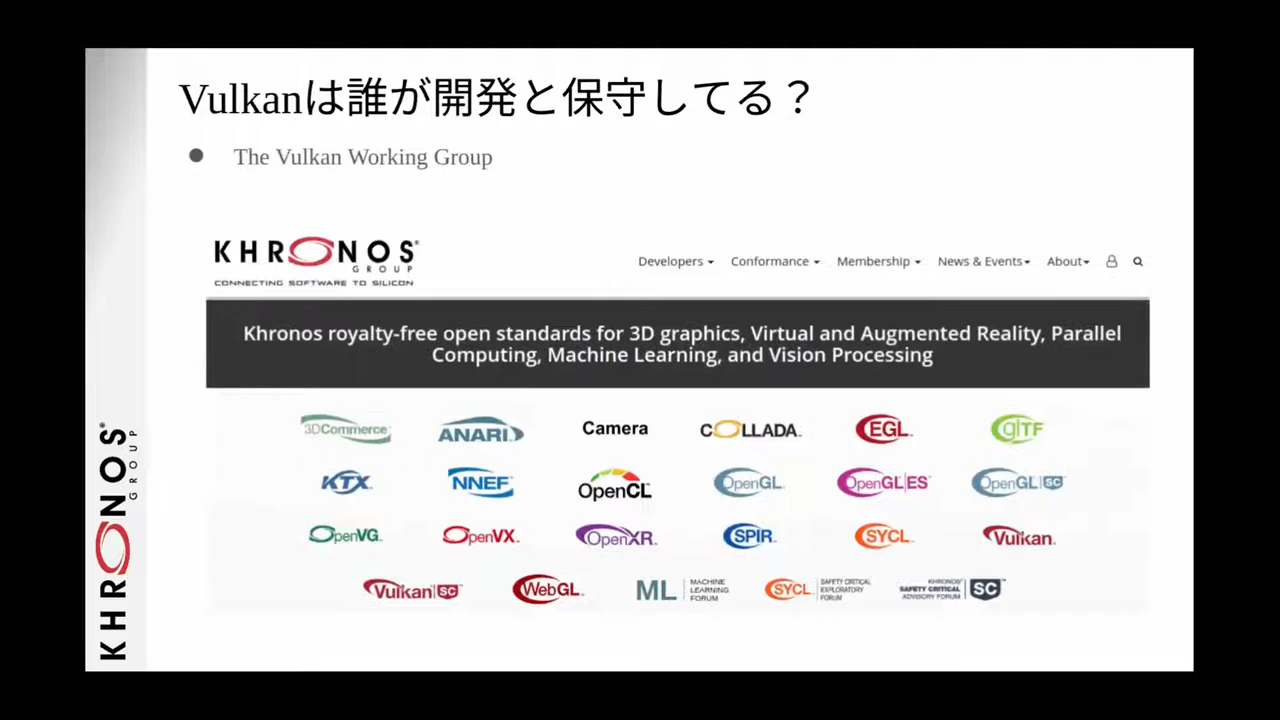 Vulkanは誰が開発と保守してる？
The Vulkan Working Group
KHRONOS
GROUP
CONNECTING SOFTWARE TO SILICON
Developers Conformance Membership News & Events About
Khronos royalty-free open standards for 3D graphics, Virtual and Augmented Reality, Parallel
Computing, Machine Learning, and Vision Processing
3DCommerce ANARI Camera COLLADA EGL glTF
KTX NNEF OpenCL OpenGL OpenGL|ES OpenGL|SC
OpenVG OpenVX OpenXR SPIR SYCL Vulkan
Vulkan SC WebGL ML MACHINE LEARNING FORUM SYCL SAFETY CRITICAL EXPLORATORY FORUM KHRONOS SAFETY CRITICAL ADVISORY FORUM SC
KHRONOS
GROUP